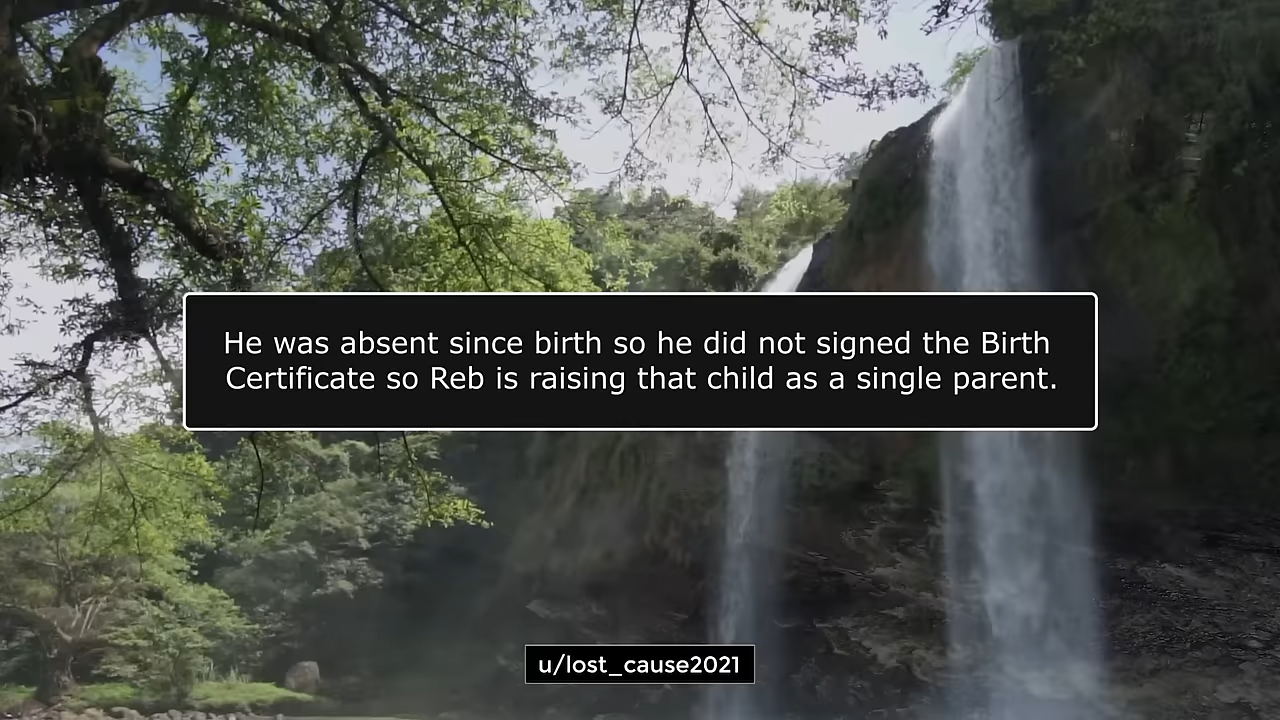 He was absent since birth so he did not signed the Birth
Certificate so Reb is raising that child as a single parent.
u/lost_cause2021